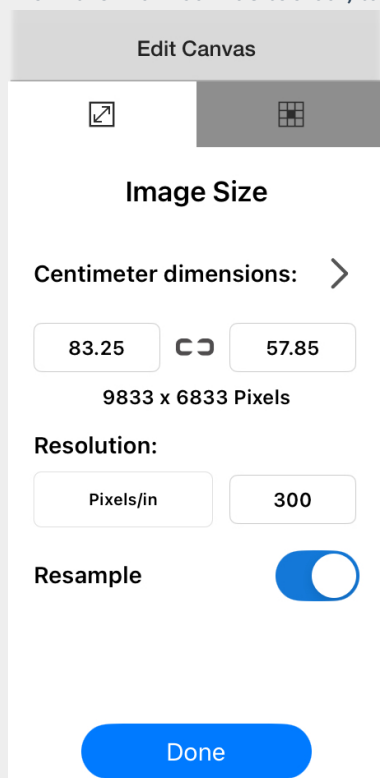 Edit Canvas
Image Size
Centimeter dimensions:
83.25 57.85
9833 x 6833 Pixels
Resolution:
Pixels/in 300
Resample
Done